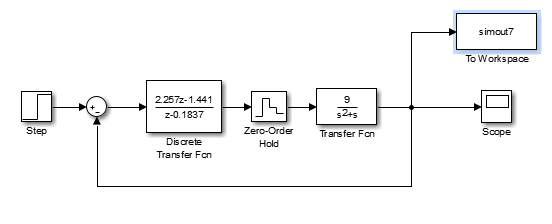 simout7
To Workspace
Step
+
-
2.257z-1.441
z-0.1837
Discrete
Transfer Fcn
Zero-Order
Hold
9
s²+s
Transfer Fcn
Scope